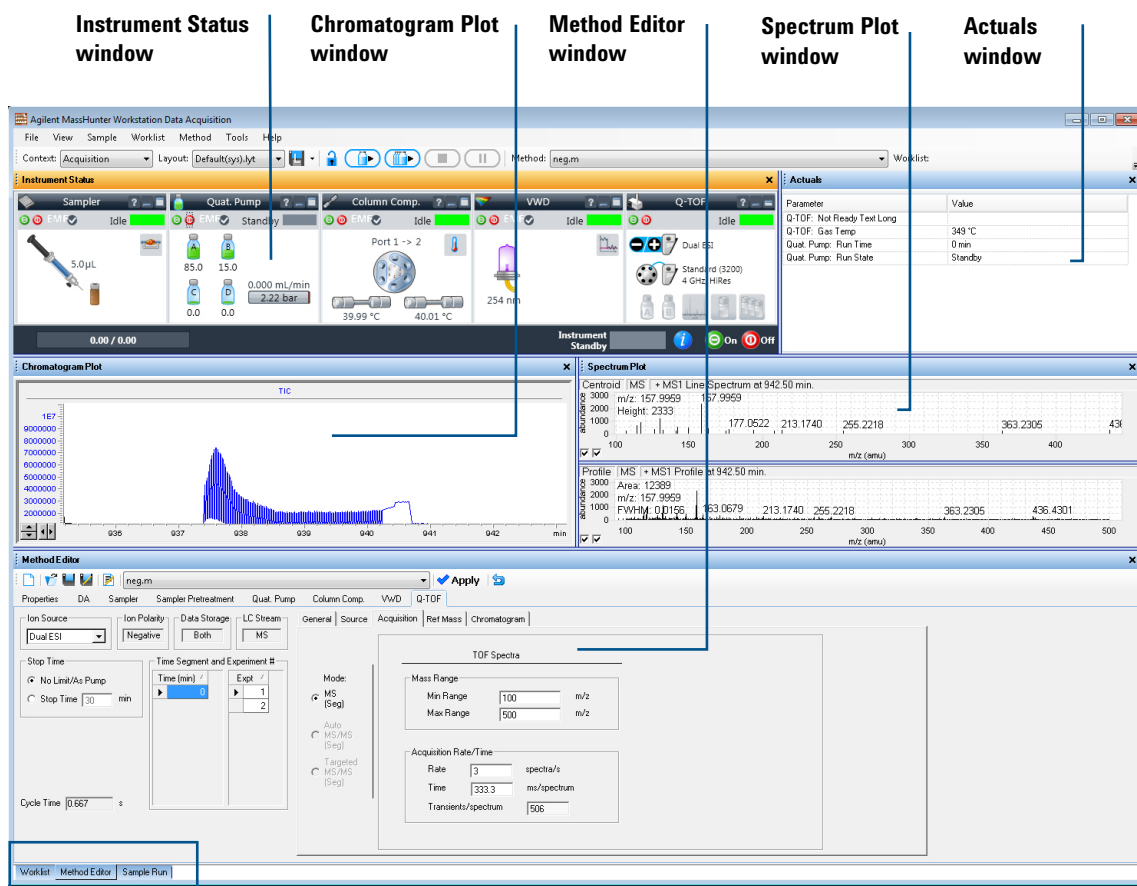 Instrument Status window
Chromatogram Plot window
Method Editor window
Spectrum Plot window
Actuals window
Agilent MassHunter Workstation Data Acquisition
File View Sample Worklist Method Tools Help
Context: Acquisition Layout: Default(sys).lyt Method: neg.m Worklist:
Instrument Status
Sampler ?
EMF Idle
5.0µL
Quat. Pump ?
EMF Standby
A B
85.0 15.0
C D
0.0 0.0
0.000 mL/min
2.22 bar
Column Comp. ?
EMF Idle
Port 1 -> 2
39.99 °C 40.01 °C
VWD ?
EMF Idle
254 nm
Q-TOF ?
Idle
Dual ESI
Standard (3200)
4 GHz HiRes
A B
0.00 / 0.00
Instrument Standby
On Off
Actuals
Parameter Value
Q-TOF: Not Ready Text Long
Q-TOF: Gas Temp 349 °C
Quat. Pump: Run Time 0 min
Quat. Pump: Run State Standby
Chromatogram Plot
TIC
1E7
9000000
8000000
7000000
6000000
5000000
4000000
3000000
2000000
936 937 938 939 940 941 942 min
Spectrum Plot
Centroid MS + MS1 Line Spectrum at 942.50 min.
abundance
3000
2000
1000
0
m/z: 157.9959 157.9959
Height: 2333
177.0522 213.1740 255.2218 363.2305 436
100 150 200 250 300 350 400
m/z (amu)
Profile MS + MS1 Profile at 942.50 min.
abundance
3000
2000
1000
0
Area: 12389
m/z: 157.9959
FWHM: 0.0156 163.0679 213.1740 255.2218 363.2305 436.4301
100 150 200 250 300 350 400 450 500
m/z (amu)
Method Editor
neg.m Apply
Properties DA Sampler Sampler Pretreatment Quat. Pump Column Comp. VWD Q-TOF
Ion Source
Dual ESI
Ion Polarity
Negative
Data Storage
Both
LC Stream
MS
Stop Time
No Limit/As Pump
Stop Time 30 min
Time Segment and Experiment #
Time (min) Expt
0 1
2
Cycle Time 0.667 s
General Source Acquisition Ref Mass Chromatogram
Mode:
MS (Seg)
Auto MS/MS (Seg)
Targeted MS/MS (Seg)
TOF Spectra
Mass Range
Min Range 100 m/z
Max Range 500 m/z
Acquisition Rate/Time
Rate 3 spectra/s
Time 333.3 ms/spectrum
Transients/spectrum 506
Worklist Method Editor Sample Run